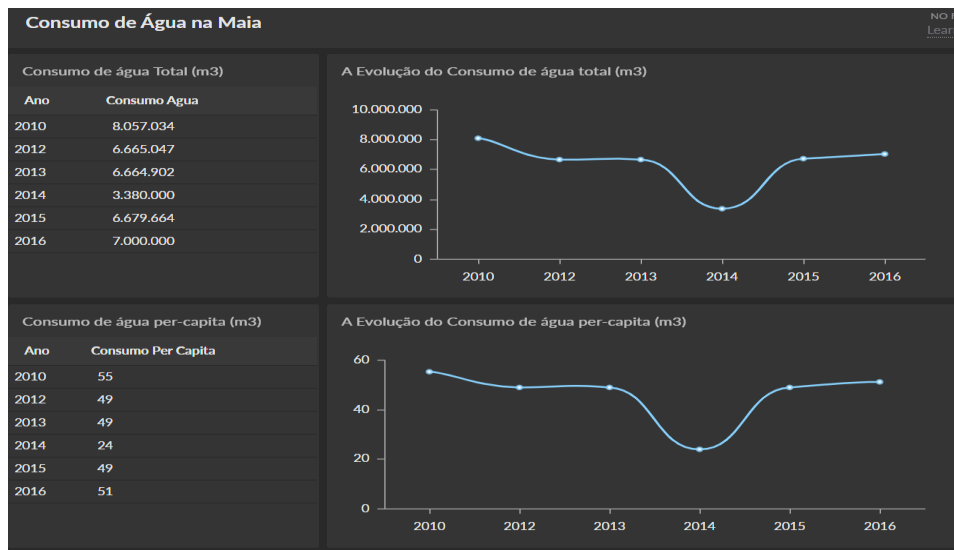 Consumo de Água na Maia
NO
Lear
Consumo de água Total (m3)
Ano Consumo Agua
2010 8.057.034
2012 6.665.047
2013 6.664.902
2014 3.380.000
2015 6.679.664
2016 7.000.000
A Evolução do Consumo de água total (m3)
10.000.000
8.000.000
6.000.000
4.000.000
2.000.000
0
2010 2012 2013 2014 2015 2016
Consumo de água per-capita (m3)
Ano Consumo Per Capita
2010 55
2012 49
2013 49
2014 24
2015 49
2016 51
A Evolução do Consumo de água per-capita (m3)
60
40
20
0
2010 2012 2013 2014 2015 2016